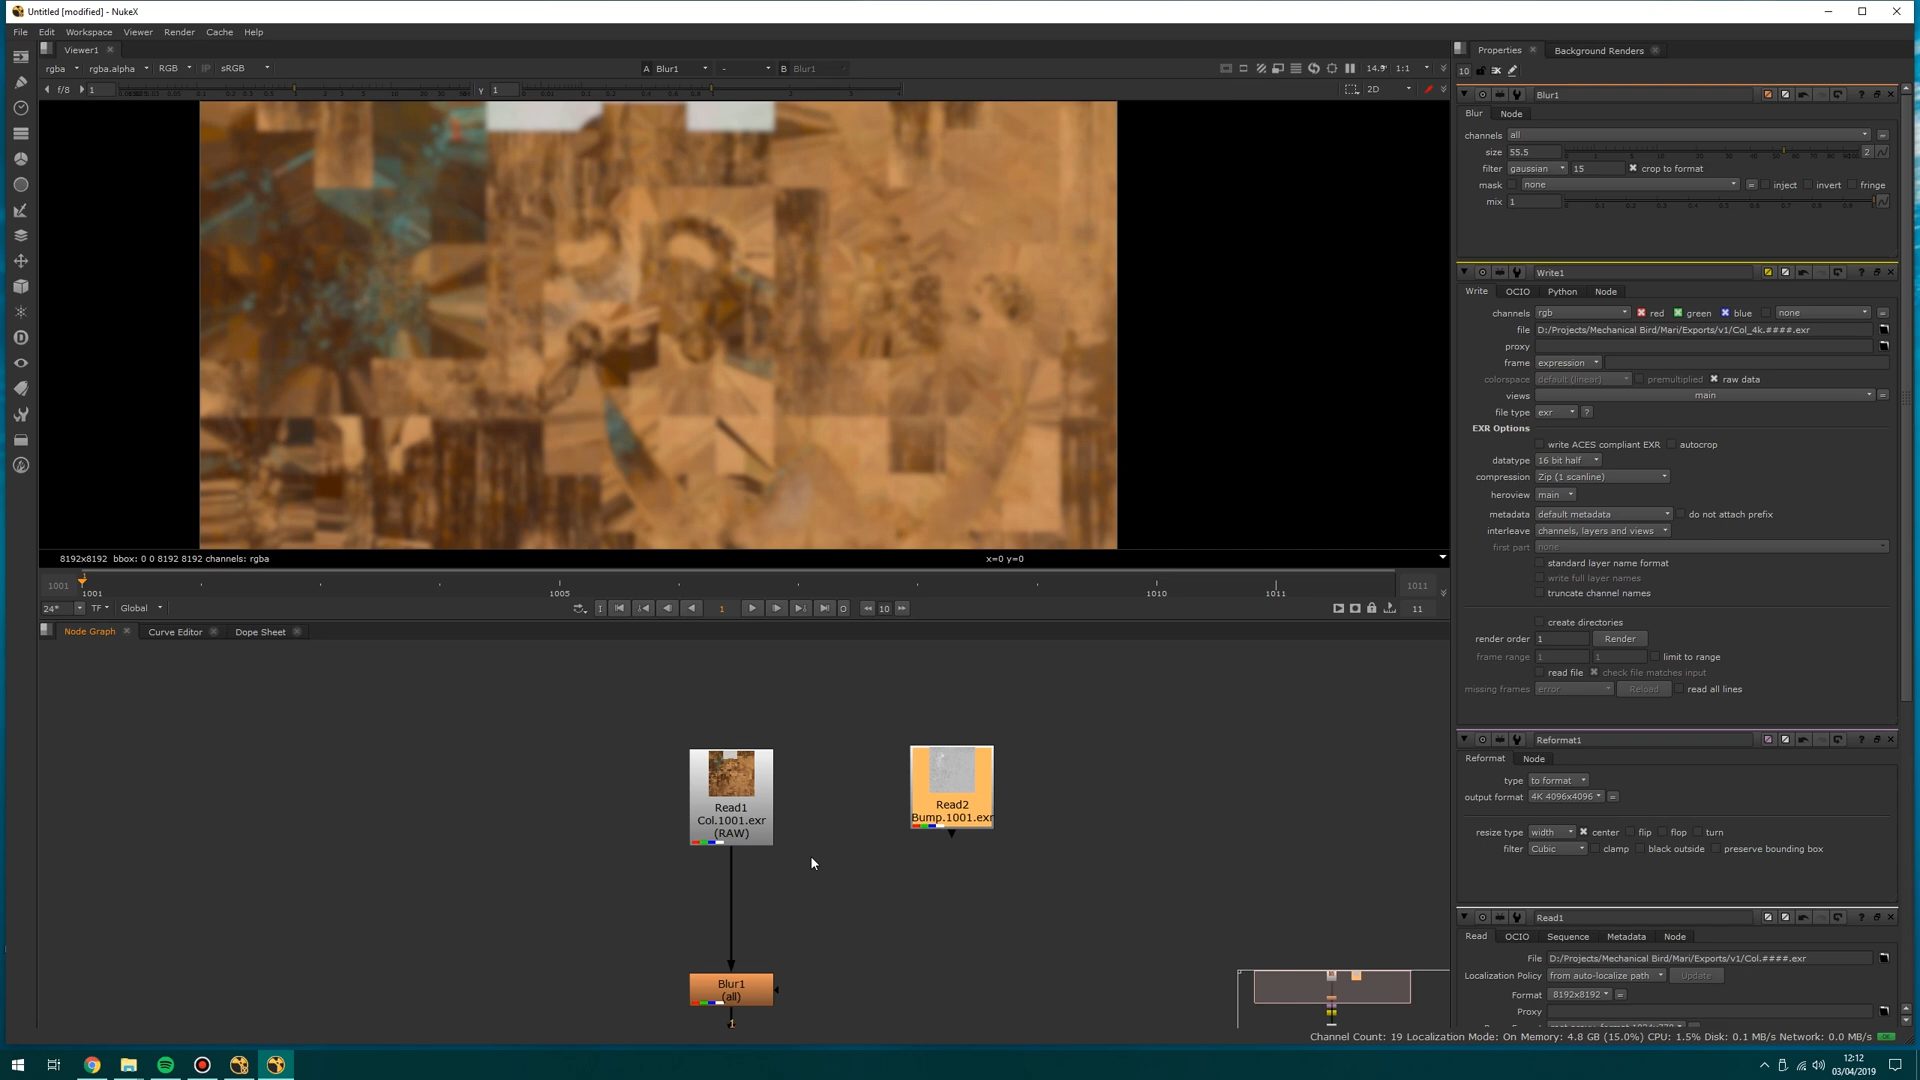 Untitled [modified] - NukeX
File Edit Workspace Viewer Render Cache Help
Viewer1
rgba rgba.alpha RGB IP sRGB A Blur1 - B Blur1 14.9 1:1
f/8 1 γ 1 2D
8192x8192 bbox: 0 0 8192 8192 channels: rgba x=0 y=0
1001 1 1001 1005 1010 1011 1011
24* TF Global 1 10 11
Node Graph Curve Editor Dope Sheet
Read1
Col.1001.exr
(RAW)
Read2
Bump.1001.exr
Blur1
(all)
1
Properties Background Renders
10
Blur1
Blur Node
channels all
size 55.5 2
filter gaussian 15 crop to format
mask none = inject invert fringe
mix 1
Write1
Write OCIO Python Node
channels rgb red green blue none =
file D:/Projects/Mechanical Bird/Mari/Exports/v1/Col_4k.####.exr
proxy
frame expression
colorspace default (linear) premultiplied raw data
views main =
file type exr ?
EXR Options
write ACES compliant EXR autocrop
datatype 16 bit half
compression Zip (1 scanline)
heroview main
metadata default metadata do not attach prefix
interleave channels, layers and views
first part none
standard layer name format
write full layer names
truncate channel names
create directories
render order 1 Render
frame range 1 1 limit to range
read file check file matches input
missing frames error Reload read all lines
Reformat1
Reformat Node
type to format
output format 4K 4096x4096 =
resize type width center flip flop turn
filter Cubic clamp black outside preserve bounding box
Read1
Read OCIO Sequence Metadata Node
File D:/Projects/Mechanical Bird/Mari/Exports/v1/Col.####.exr
Localization Policy from auto-localize path Update
Format 8192x8192 =
Proxy
Channel Count: 19 Localization Mode: On Memory: 4.8 GB (15.0%) CPU: 1.5% Disk: 0.1 MB/s Network: 0.0 MB/s
12:12
03/04/2019